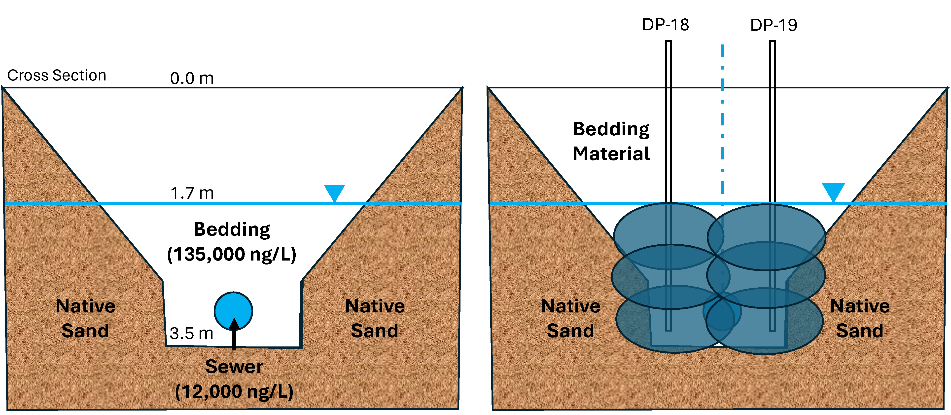 Cross Section
0.0 m
1.7 m
Bedding
(135,000 ng/L)
Native
Sand
Native
Sand
3.5 m
Sewer
(12,000 ng/L)
DP-18
DP-19
Bedding
Material
Native
Sand
Native
Sand